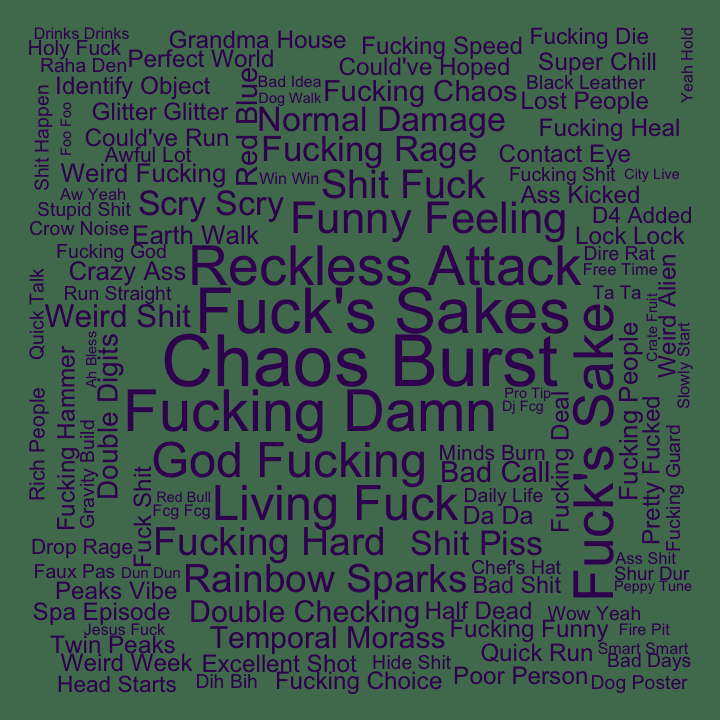 Drinks Drinks
Holy Fuck
Raha Den
Grandma House
Perfect World
Fucking Speed
Could've Hoped
Fucking Die
Super Chill
Yeah Hold
Identify Object
Bad Idea
Dog Walk
Fucking Chaos
Black Leather
Lost People
Shit Happen
Foo Foo
Glitter Glitter
Red Blue
Normal Damage
Fucking Heal
Could've Run
Awful Lot
Fucking Rage
Contact Eye
Weird Fucking
Win Win
Shit Fuck
Fucking Shit
City Live
Aw Yeah
Stupid Shit
Scry Scry
Ass Kicked
Crow Noise
Earth Walk
Funny Feeling
D4 Added
Lock Lock
Fucking God
Crazy Ass
Reckless Attack
Dire Rat
Free Time
Quick Talk
Run Straight
Weird Shit
Fuck's Sakes
Ta Ta
Crate Fruit
Weird Alien
Slowly Start
Ah Bless
Double Digits
Chaos Burst
Fuck's Sake
Fucking People
Rich People
Fucking Hammer
Gravity Build
Fucking Damn
Pro Tip
Dj Fcg
Fucking Deal
Pretty Fucked
Fucking Guard
God Fucking
Minds Burn
Bad Call
Fuck Shit
Red Bull
Fcg Fcg
Living Fuck
Daily Life
Da Da
Drop Rage
Fucking Hard
Shit Piss
Ass Shit
Faux Pas
Dun Dun
Rainbow Sparks
Chef's Hat
Bad Shit
Shur Dur
Peppy Tune
Peaks Vibe
Spa Episode
Double Checking
Half Dead
Wow Yeah
Jesus Fuck
Twin Peaks
Temporal Morass
Fucking Funny
Fire Pit
Weird Week
Excellent Shot
Hide Shit
Quick Run
Smart Smart
Bad Days
Head Starts
Dih Bih
Fucking Choice
Poor Person
Dog Poster